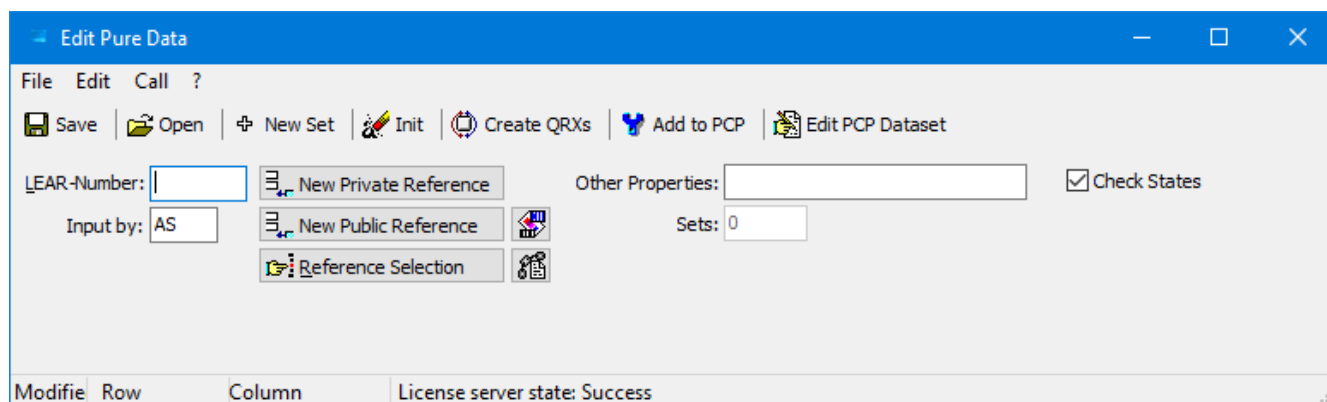 Edit Pure Data
File Edit Call ?
Save Open New Set Init Create QRXs Add to PCP Edit PCP Dataset
LEAR-Number: New Private Reference Other Properties: Check States
Input by: AS New Public Reference Sets: 0
Reference Selection
Modifie Row Column License server state: Success